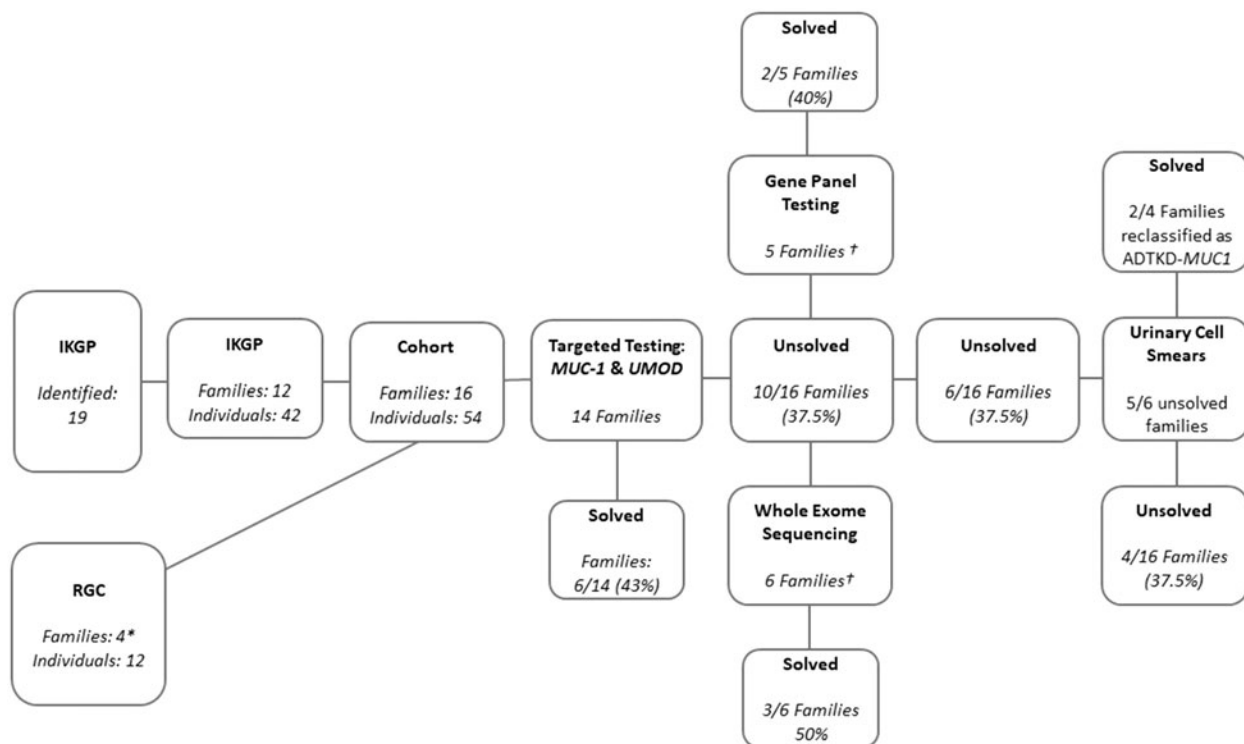 Solved
2/5 Families
(40%)
Gene Panel
Testing
5 Families †
Solved
2/4 Families
reclassified as
ADTKD-MUC1
IKGP
Identified:
19
IKGP
Families: 12
Individuals: 42
Cohort
Families: 16
Individuals: 54
Targeted Testing:
MUC-1 & UMOD
14 Families
Unsolved
10/16 Families
(37.5%)
Unsolved
6/16 Families
(37.5%)
Urinary Cell
Smears
5/6 unsolved
families
RGC
Families: 4*
Individuals: 12
Solved
Families:
6/14 (43%)
Whole Exome
Sequencing
6 Families†
Unsolved
4/16 Families
(37.5%)
Solved
3/6 Families
50%